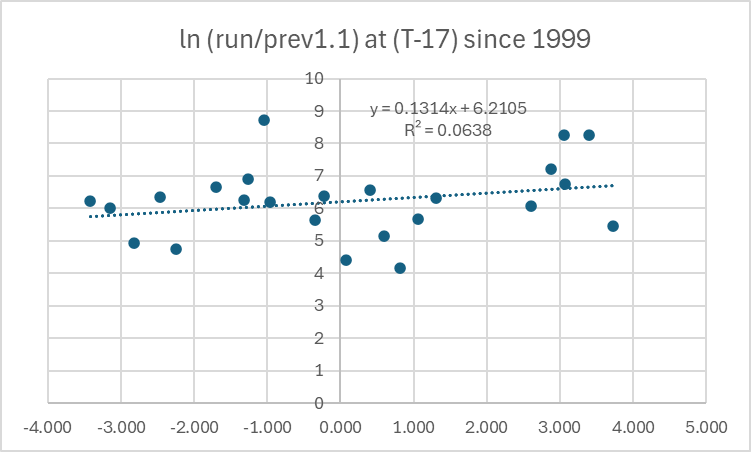 ln (run/prev1.1) at (T-17) since 1999
10
9
y = 0.1314x + 6.2105
R² = 0.0638
8
7
6
5
4
3
2
1
0
-4.000 -3.000 -2.000 -1.000 0.000 1.000 2.000 3.000 4.000 5.000